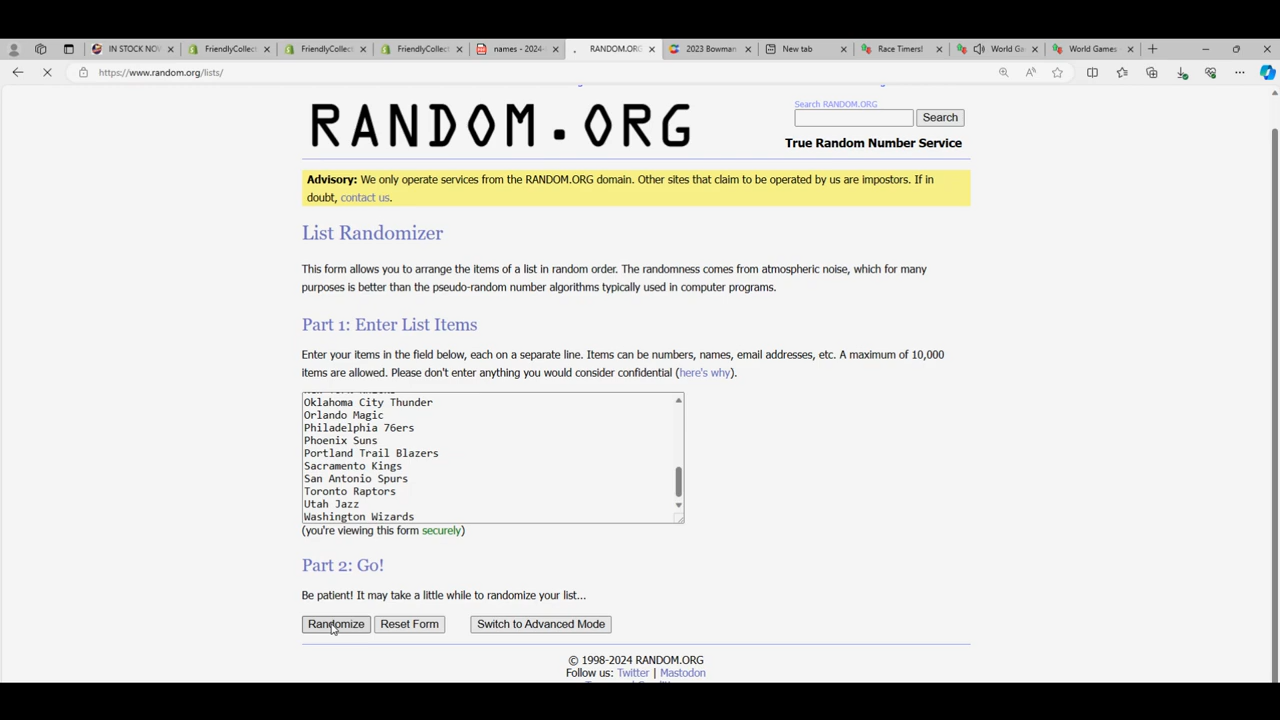 IN STOCK NOW
FriendlyCollect
FriendlyCollect
FriendlyCollect
names - 2024-
RANDOM.ORG
2023 Bowman
New tab
Race Timers!
World Ga
World Games -
https://www.random.org/lists/
RANDOM.ORG
Search RANDOM.ORG
Search
True Random Number Service
Advisory: We only operate services from the RANDOM.ORG domain. Other sites that claim to be operated by us are impostors. If in
doubt, contact us.
List Randomizer
This form allows you to arrange the items of a list in random order. The randomness comes from atmospheric noise, which for many
purposes is better than the pseudo-random number algorithms typically used in computer programs.
Part 1: Enter List Items
Enter your items in the field below, each on a separate line. Items can be numbers, names, email addresses, etc. A maximum of 10,000
items are allowed. Please don't enter anything you would consider confidential (here's why).
Oklahoma City Thunder
Orlando Magic
Philadelphia 76ers
Phoenix Suns
Portland Trail Blazers
Sacramento Kings
San Antonio Spurs
Toronto Raptors
Utah Jazz
Washington Wizards
(you're viewing this form securely)
Part 2: Go!
Be patient! It may take a little while to randomize your list...
Randomize
Reset Form
Switch to Advanced Mode
© 1998-2024 RANDOM.ORG
Follow us: Twitter | Mastodon